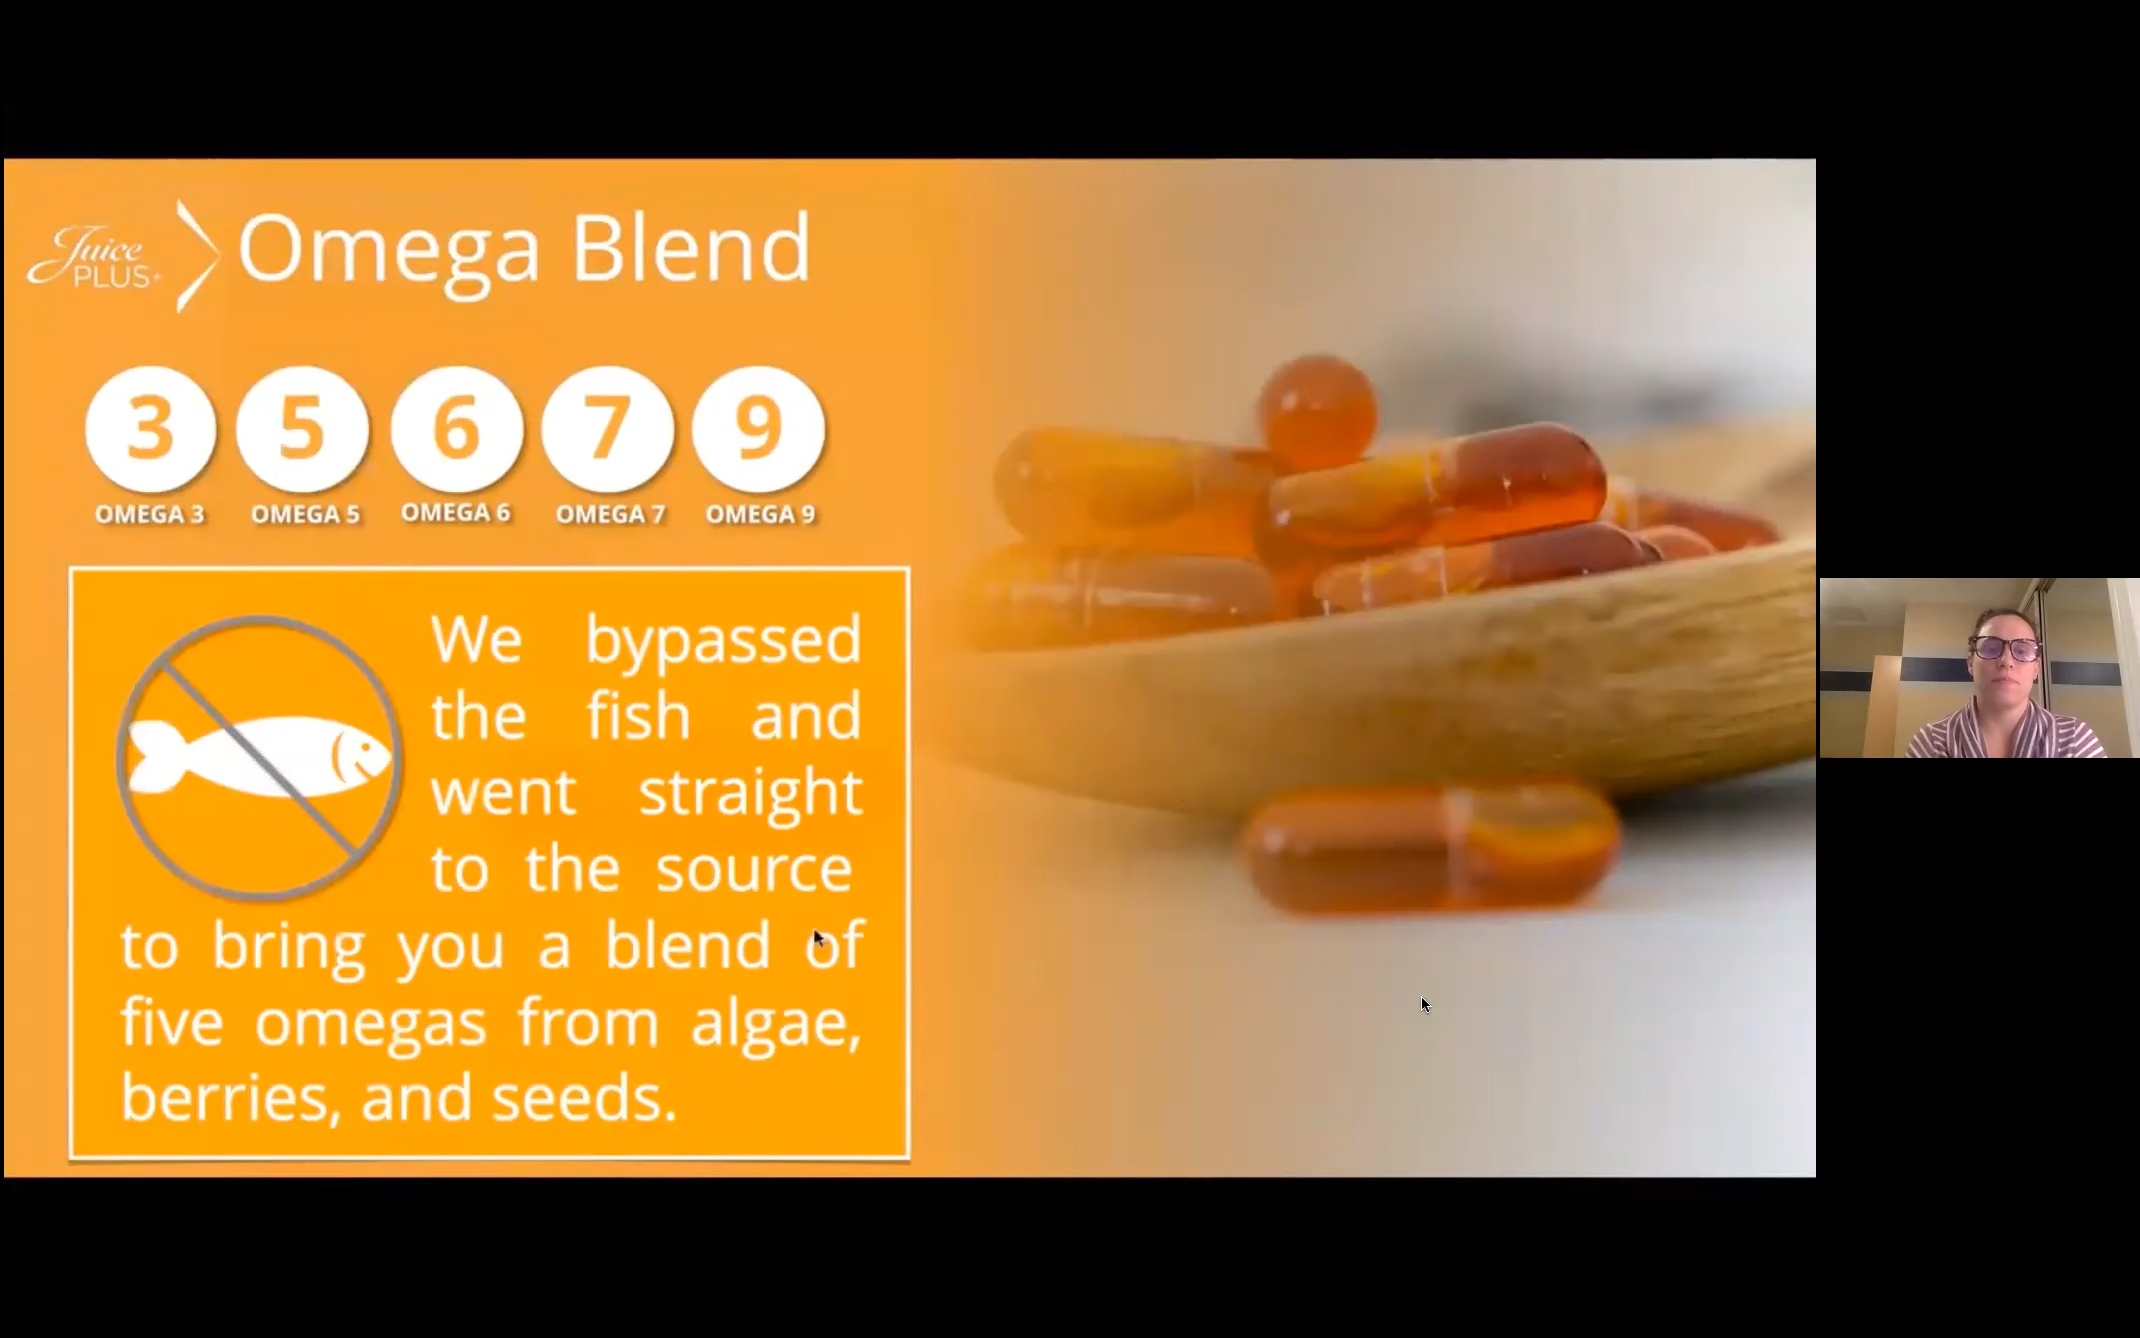 Juice
PLUS+
Omega Blend
3 5 6 7 9
OMEGA 3 OMEGA 5 OMEGA 6 OMEGA 7 OMEGA 9
We bypassed
the fish and
went straight
to the source
to bring you a blend of
five omegas from algae,
berries, and seeds.